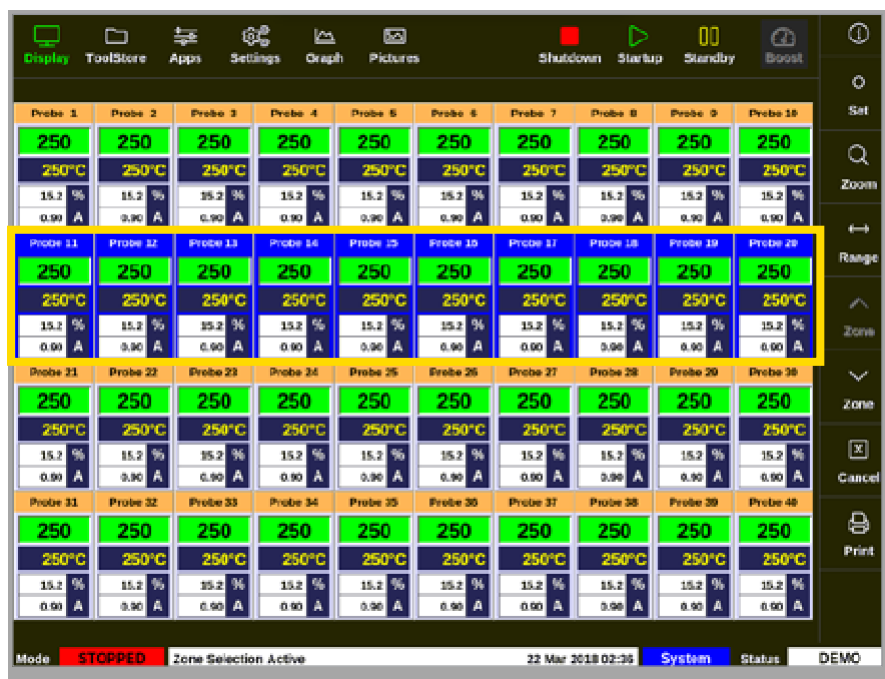 Display ToolStore Apps Settings Graph Pictures Shutdown Startup Standby Boost
Set
Probe 1 Probe 2 Probe 3 Probe 4 Probe 5 Probe 6 Probe 7 Probe 8 Probe 9 Probe 10
250 250 250 250 250 250 250 250 250 250
250°C 250°C 250°C 250°C 250°C 250°C 250°C 250°C 250°C 250°C
Zoom
15.2 % 15.2 % 15.2 % 15.2 % 15.2 % 15.2 % 15.2 % 15.2 % 15.2 % 15.2 %
0.90 A 0.90 A 0.90 A 0.90 A 0.90 A 0.90 A 0.90 A 0.90 A 0.90 A 0.90 A
Probe 11 Probe 12 Probe 13 Probe 14 Probe 15 Probe 16 Probe 17 Probe 18 Probe 19 Probe 20
Range
250 250 250 250 250 250 250 250 250 250
250°C 250°C 250°C 250°C 250°C 250°C 250°C 250°C 250°C 250°C
15.2 % 15.2 % 15.2 % 15.2 % 15.2 % 15.2 % 15.2 % 15.2 % 15.2 % 15.2 %
Zone
0.90 A 0.90 A 0.90 A 0.90 A 0.90 A 0.90 A 0.90 A 0.90 A 0.90 A 0.90 A
Probe 21 Probe 22 Probe 23 Probe 24 Probe 25 Probe 26 Probe 27 Probe 28 Probe 29 Probe 30
250 250 250 250 250 250 250 250 250 250
Zone
250°C 250°C 250°C 250°C 250°C 250°C 250°C 250°C 250°C 250°C
15.2 % 15.2 % 15.2 % 15.2 % 15.2 % 15.2 % 15.2 % 15.2 % 15.2 % 15.2 %
0.90 A 0.90 A 0.90 A 0.90 A 0.90 A 0.90 A 0.90 A 0.90 A 0.90 A 0.90 A
Cancel
Probe 31 Probe 32 Probe 33 Probe 34 Probe 35 Probe 36 Probe 37 Probe 38 Probe 39 Probe 40
250 250 250 250 250 250 250 250 250 250
Print
250°C 250°C 250°C 250°C 250°C 250°C 250°C 250°C 250°C 250°C
15.2 % 15.2 % 15.2 % 15.2 % 15.2 % 15.2 % 15.2 % 15.2 % 15.2 % 15.2 %
0.90 A 0.90 A 0.90 A 0.90 A 0.90 A 0.90 A 0.90 A 0.90 A 0.90 A 0.90 A
Mode STOPPED Zone Selection Active 22 Mar 2018 02:36 System Status DEMO